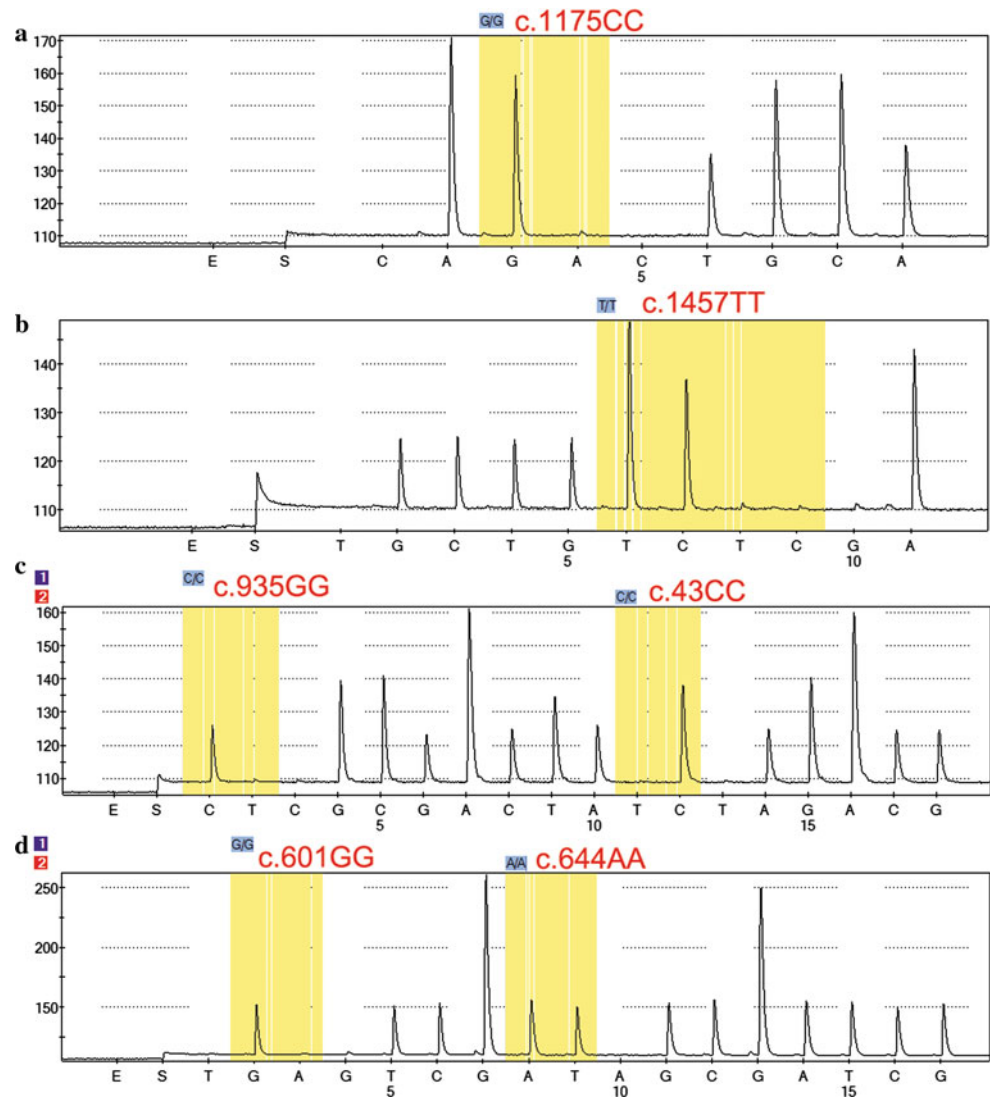 a
G/G c.1175CC
170
160
150
140
130
120
110
E S C A G A C T G C A
5
b
T/T c.1457TT
140
130
120
110
E S T G C T G T C T C G A
5 10
c
1
2
C/C c.935GG C/C c.43CC
160
150
140
130
120
110
E S C T C G C G A C T A T C T A G A C G
5 10 15
d
1
2
G/G c.601GG A/A c.644AA
250
200
150
E S T G A G T C G A T A G C G A T C G
5 10 15